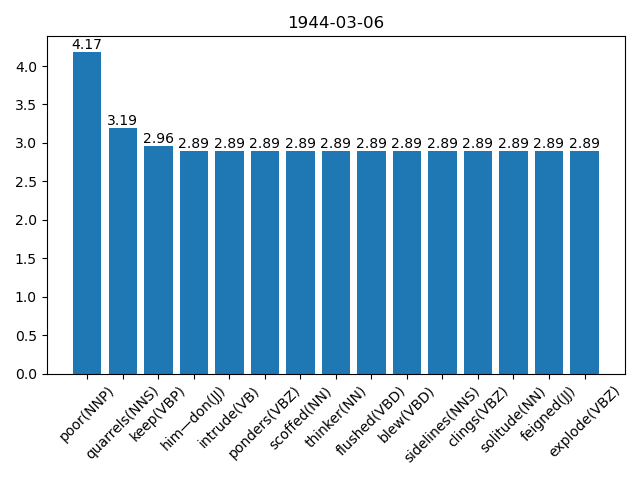 1944-03-06
4.17
3.19
2.96
2.89 2.89 2.89 2.89 2.89 2.89 2.89 2.89 2.89 2.89 2.89 2.89
4.0
3.5
3.0
2.5
2.0
1.5
1.0
0.5
0.0
poor(NNP)
quarrels(NNS)
keep(VBP)
him—don(JJ)
intrude(VB)
ponders(VBZ)
scoffed(NN)
thinker(NN)
flushed(VBD)
blew(VBD)
sidelines(NNS)
clings(VBZ)
solitude(NN)
feigned(JJ)
explode(VBZ)